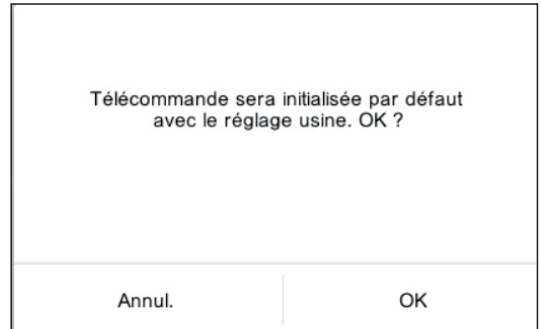 Télécommande sera initialisée par défaut
avec le réglage usine. OK ?
Annul.
OK